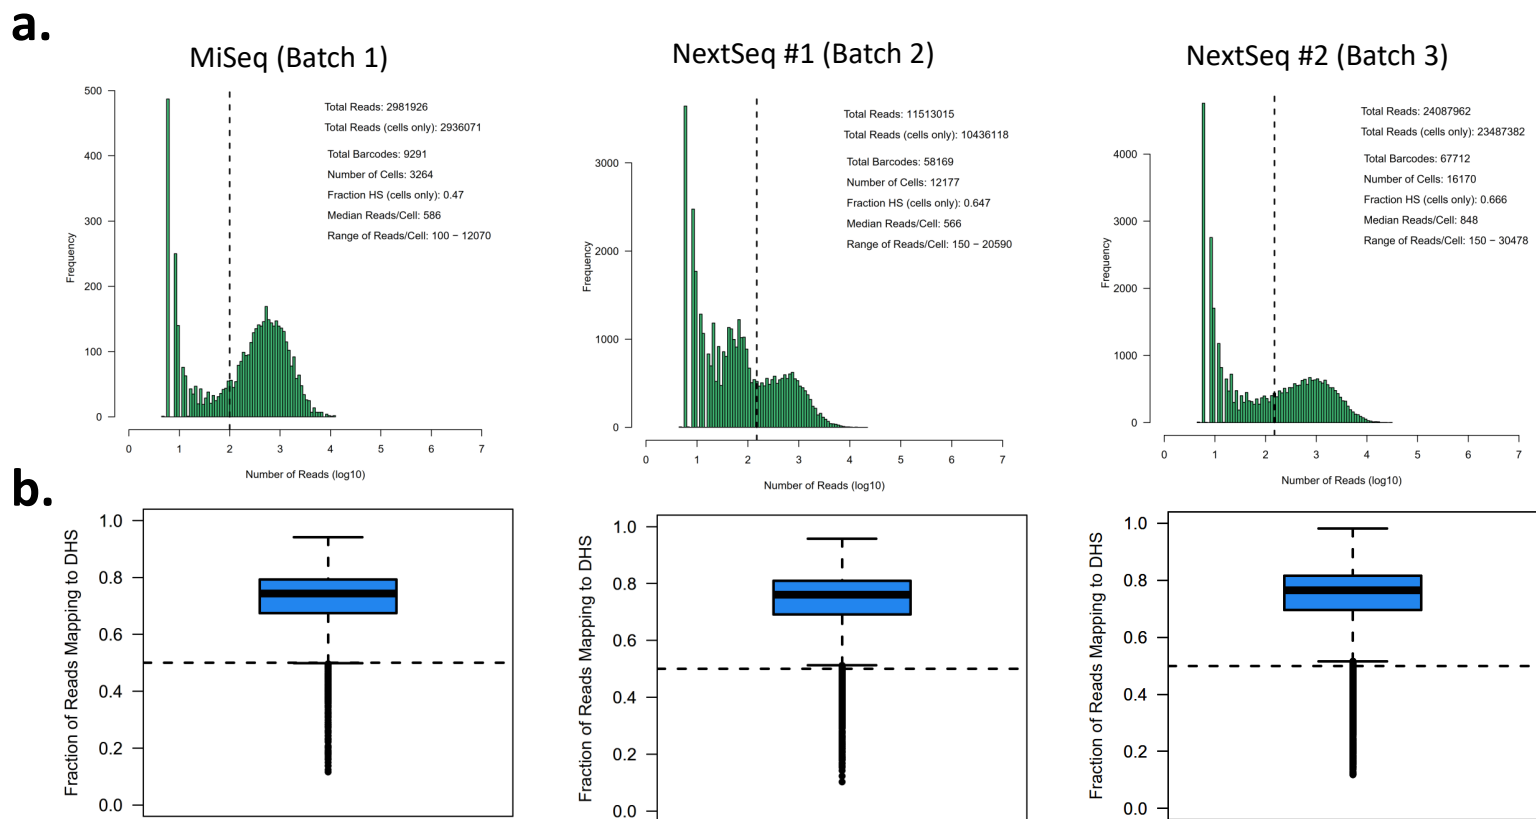 a.
MiSeq (Batch 1)
500
400
300
200
100
0
Frequency
Total Reads: 2981926
Total Reads (cells only): 2936071
Total Barcodes: 9291
Number of Cells: 3264
Fraction HS (cells only): 0.47
Median Reads/Cell: 586
Range of Reads/Cell: 100 − 12070
0 1 2 3 4 5 6 7
Number of Reads (log10)
NextSeq #1 (Batch 2)
3000
2000
1000
0
Frequency
Total Reads: 11513015
Total Reads (cells only): 10436118
Total Barcodes: 58169
Number of Cells: 12177
Fraction HS (cells only): 0.647
Median Reads/Cell: 566
Range of Reads/Cell: 150 − 20590
0 1 2 3 4 5 6 7
Number of Reads (log10)
NextSeq #2 (Batch 3)
4000
3000
2000
1000
0
Frequency
Total Reads: 24087962
Total Reads (cells only): 23487382
Total Barcodes: 67712
Number of Cells: 16170
Fraction HS (cells only): 0.666
Median Reads/Cell: 848
Range of Reads/Cell: 150 − 30478
0 1 2 3 4 5 6 7
Number of Reads (log10)
b.
Fraction of Reads Mapping to DHS
1.0
0.8
0.6
0.4
0.2
0.0
Fraction of Reads Mapping to DHS
1.0
0.8
0.6
0.4
0.2
0.0
Fraction of Reads Mapping to DHS
1.0
0.8
0.6
0.4
0.2
0.0